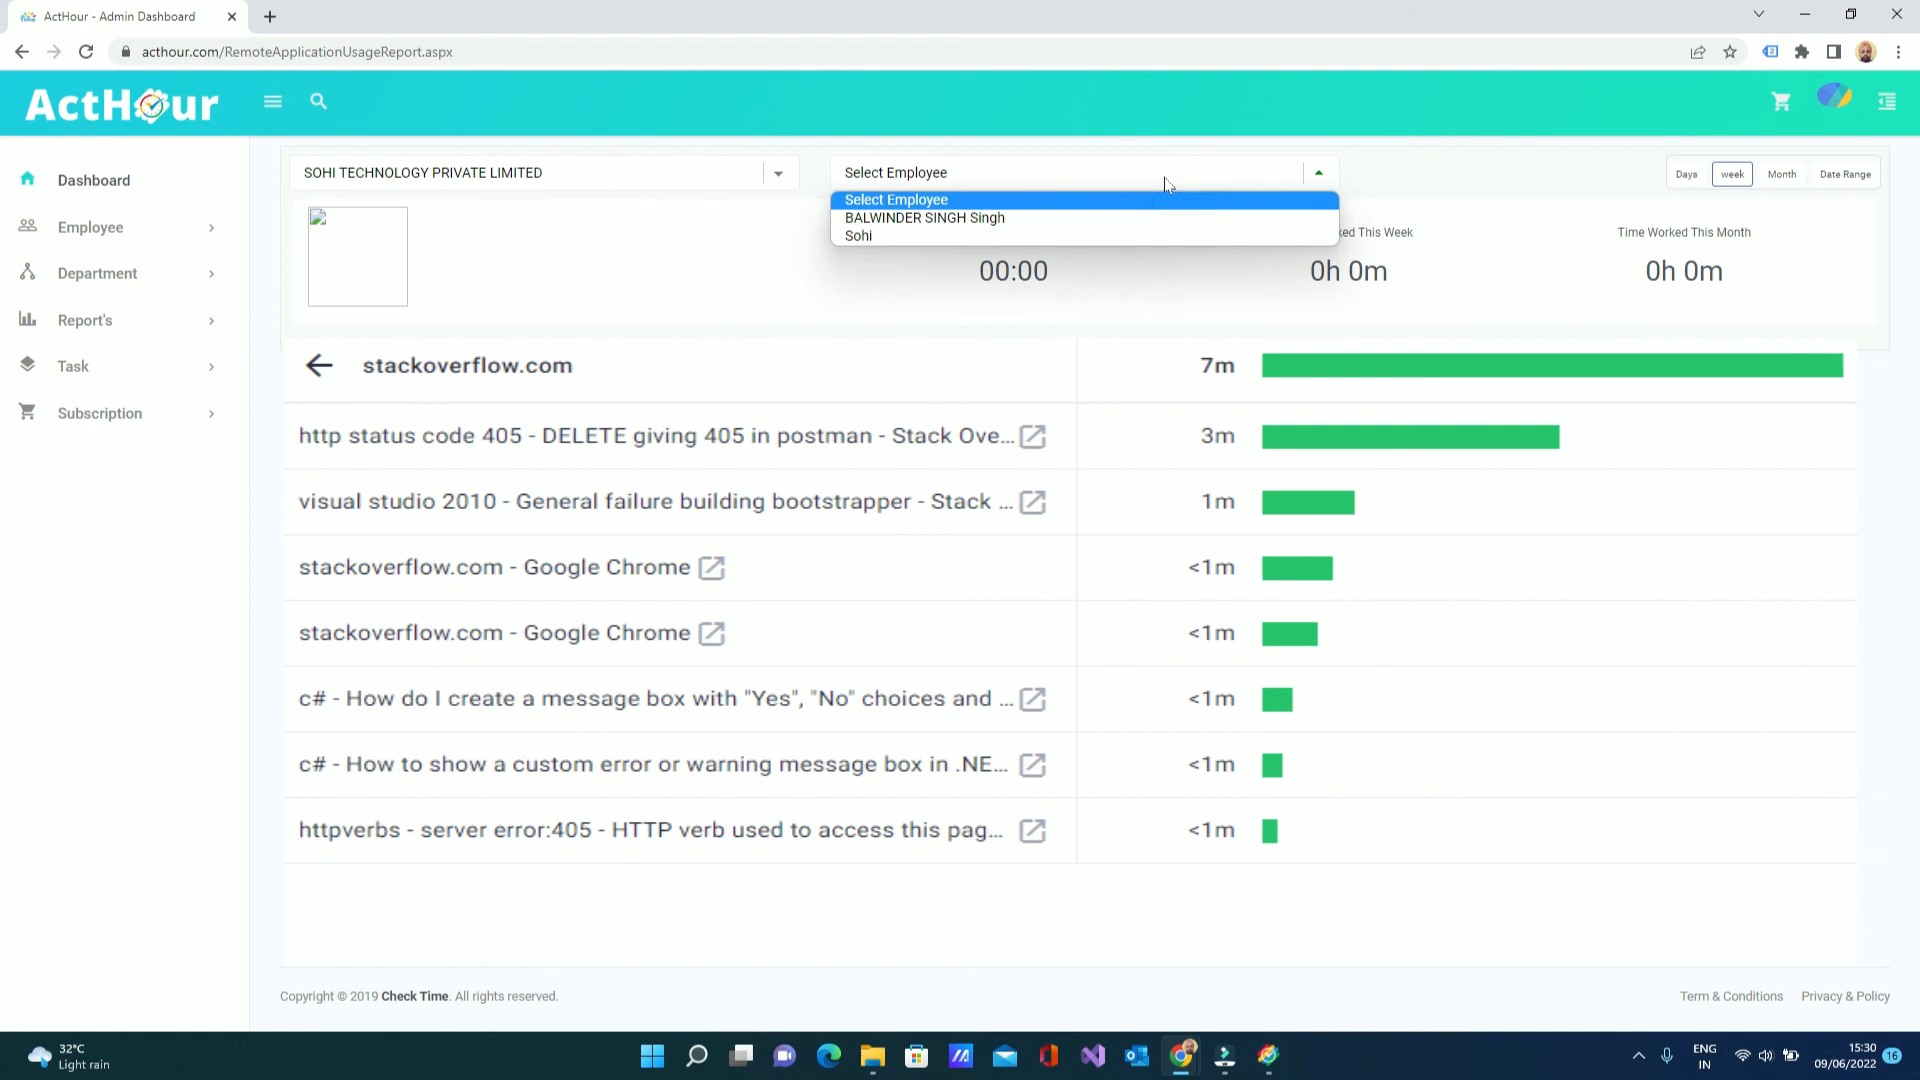 ActHour - Admin Dashboard
acthour.com/RemoteApplicationUsageReport.aspx
ActHour
SOHI TECHNOLOGY PRIVATE LIMITED
Select Employee
Days
week
Month
Date Range
Select Employee
BALWINDER SINGH Singh
Sohi
ked This Week
Time Worked This Month
00:00
0h 0m
0h 0m
Dashboard
Employee
Department
Report's
Task
Subscription
stackoverflow.com 7m
http status code 405 - DELETE giving 405 in postman - Stack Ove... 3m
visual studio 2010 - General failure building bootstrapper - Stack ... 1m
stackoverflow.com - Google Chrome <1m
stackoverflow.com - Google Chrome <1m
c# - How do I create a message box with "Yes", "No" choices and ... <1m
c# - How to show a custom error or warning message box in .NE... <1m
httpverbs - server error:405 - HTTP verb used to access this pag... <1m
Copyright © 2019 Check Time. All rights reserved.
Term & Conditions
Privacy & Policy
32°C
Light rain
ENG
IN
15:30
09/06/2022
16